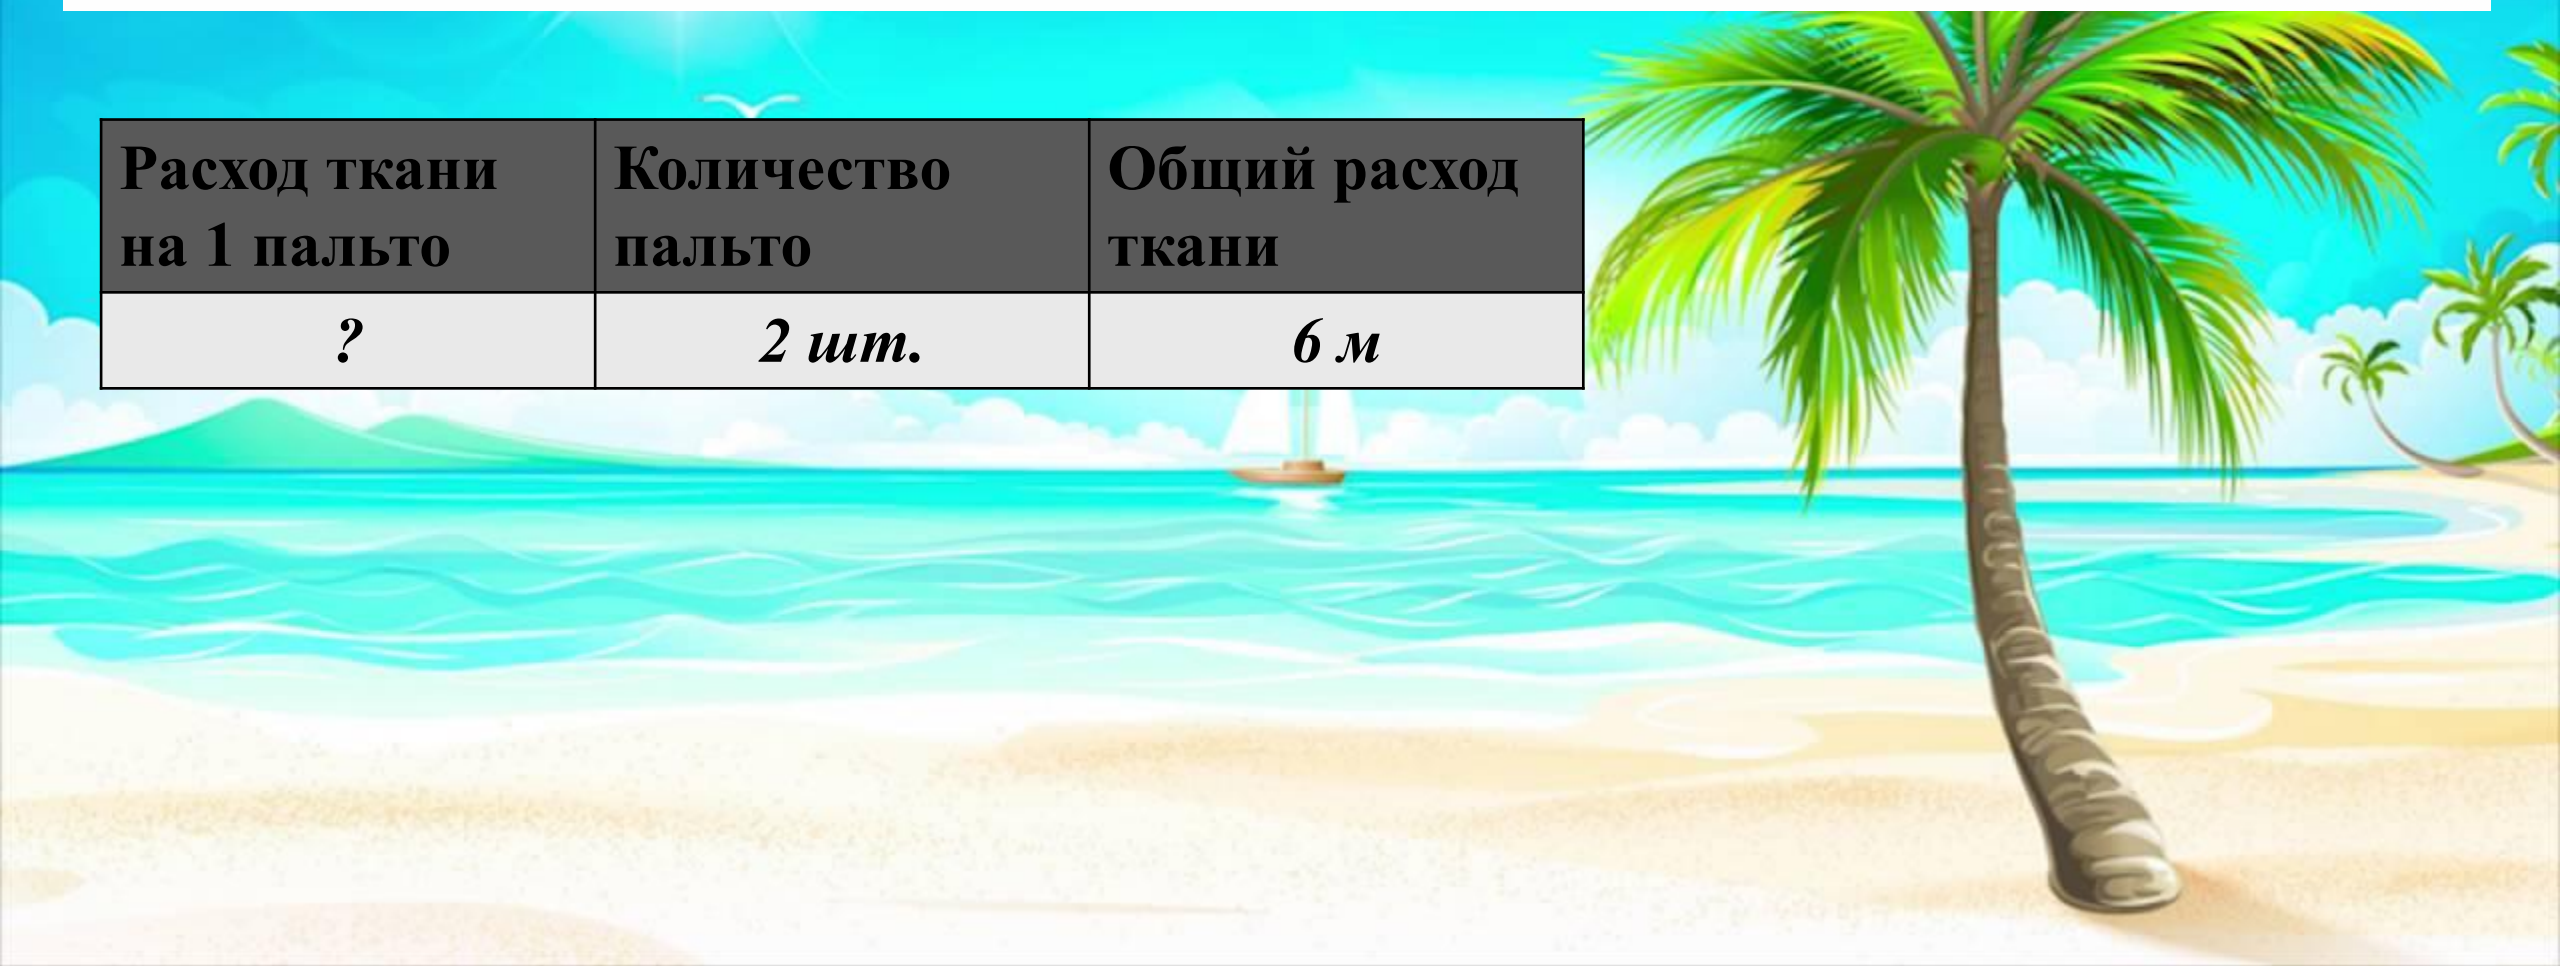 Расход ткани
на 1 пальто
Количество
пальто
Общий расход
ткани
?
2 шт.
6 м